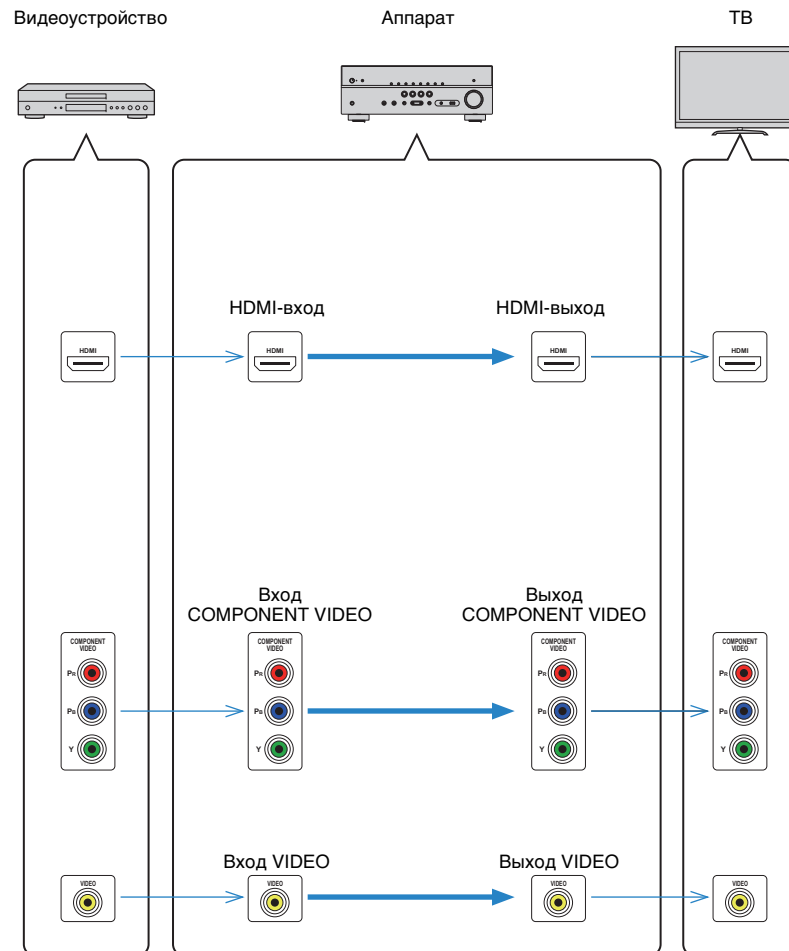 Видеоустройство Аппарат ТВ
HDMI-вход HDMI-выход
HDMI HDMI HDMI HDMI
Вход
COMPONENT VIDEO
Выход
COMPONENT VIDEO
COMPONENT
VIDEO
PR
PB
Y
COMPONENT
VIDEO
PR
PB
Y
COMPONENT
VIDEO
PR
PB
Y
COMPONENT
VIDEO
PR
PB
Y
Вход VIDEO Выход VIDEO
VIDEO VIDEO VIDEO VIDEO